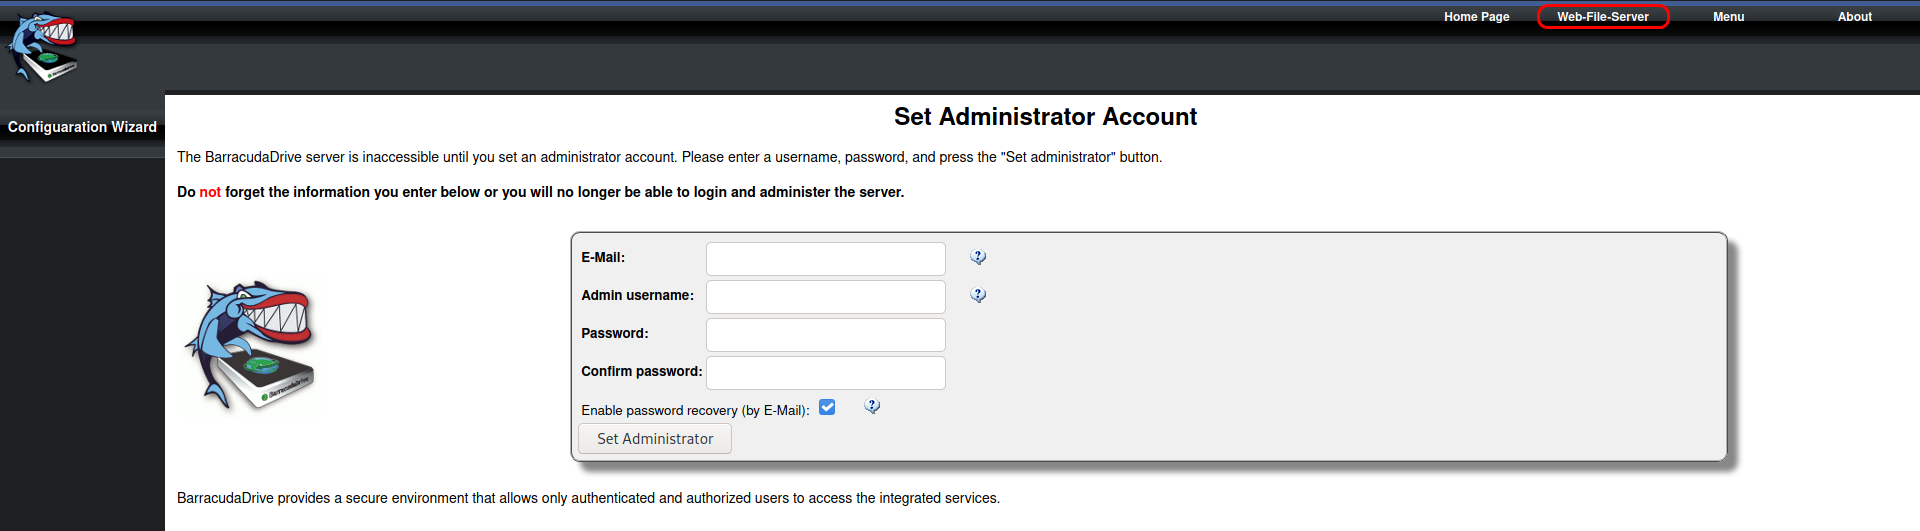 Home Page Web-File-Server Menu About
Configuaration Wizard
Set Administrator Account
The BarracudaDrive server is inaccessible until you set an administrator account. Please enter a username, password, and press the "Set administrator" button.
Do not forget the information you enter below or you will no longer be able to login and administer the server.
E-Mail:
Admin username:
Password:
Confirm password:
Enable password recovery (by E-Mail):
Set Administrator
BarracudaDrive
BarracudaDrive provides a secure environment that allows only authenticated and authorized users to access the integrated services.